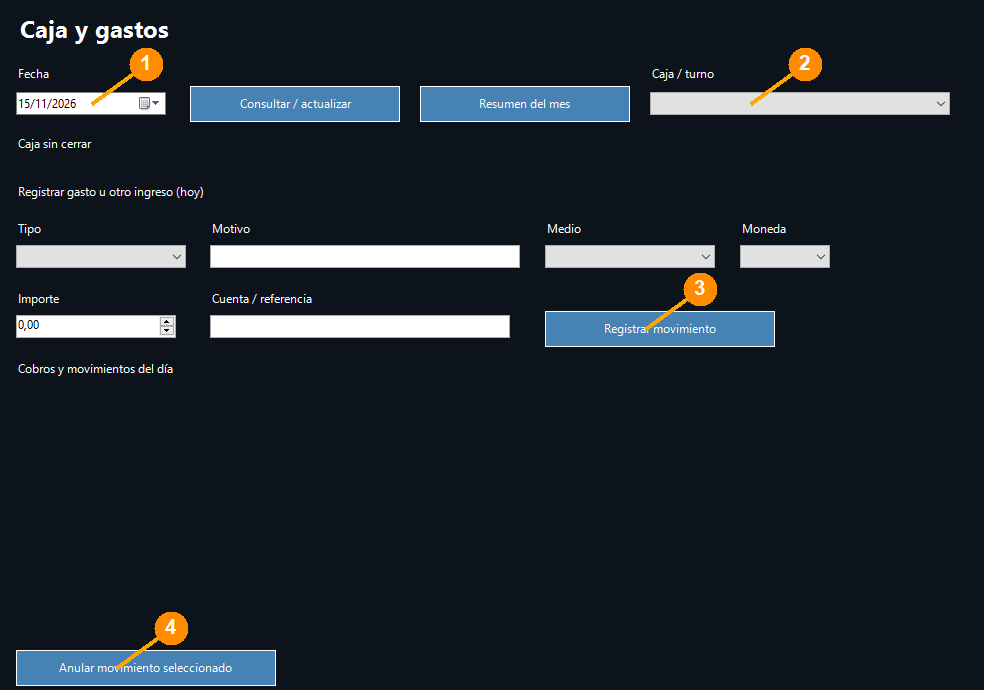 Caja y gastos
1
2
Fecha
Caja / turno
15/11/2026
Consultar / actualizar
Resumen del mes
Caja sin cerrar
Registrar gasto u otro ingreso (hoy)
Tipo
Motivo
Medio
Moneda
3
Importe
Cuenta / referencia
0,00
Registrar movimiento
Cobros y movimientos del día
4
Anular movimiento seleccionado